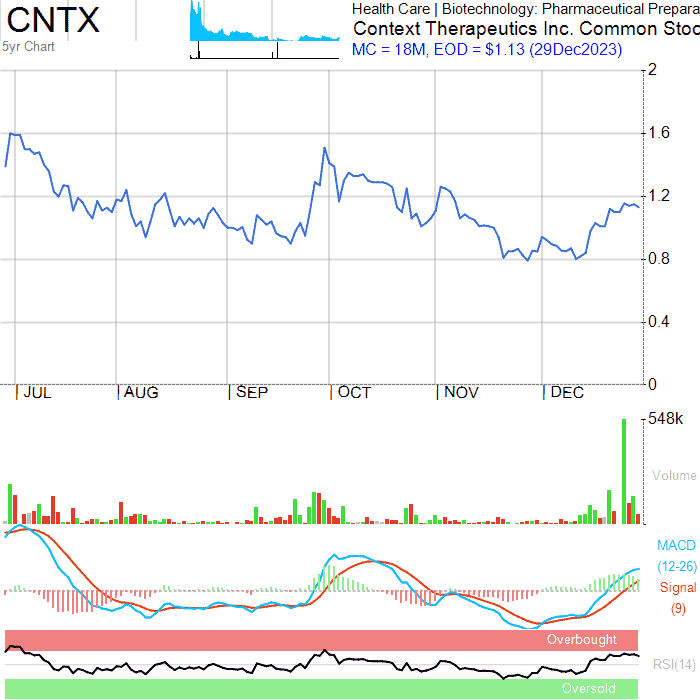 CNTX
5yr Chart
Health Care | Biotechnology: Pharmaceutical Prepara
Context Therapeutics Inc. Common Stoc
MC = 18M, EOD = $1.13 (29Dec2023)
2
1.6
1.2
0.8
0.4
0
JUL AUG SEP OCT NOV DEC
548k
Volume
MACD
(12-26)
Signal
(9)
Overbought
RSI(14)
Oversold